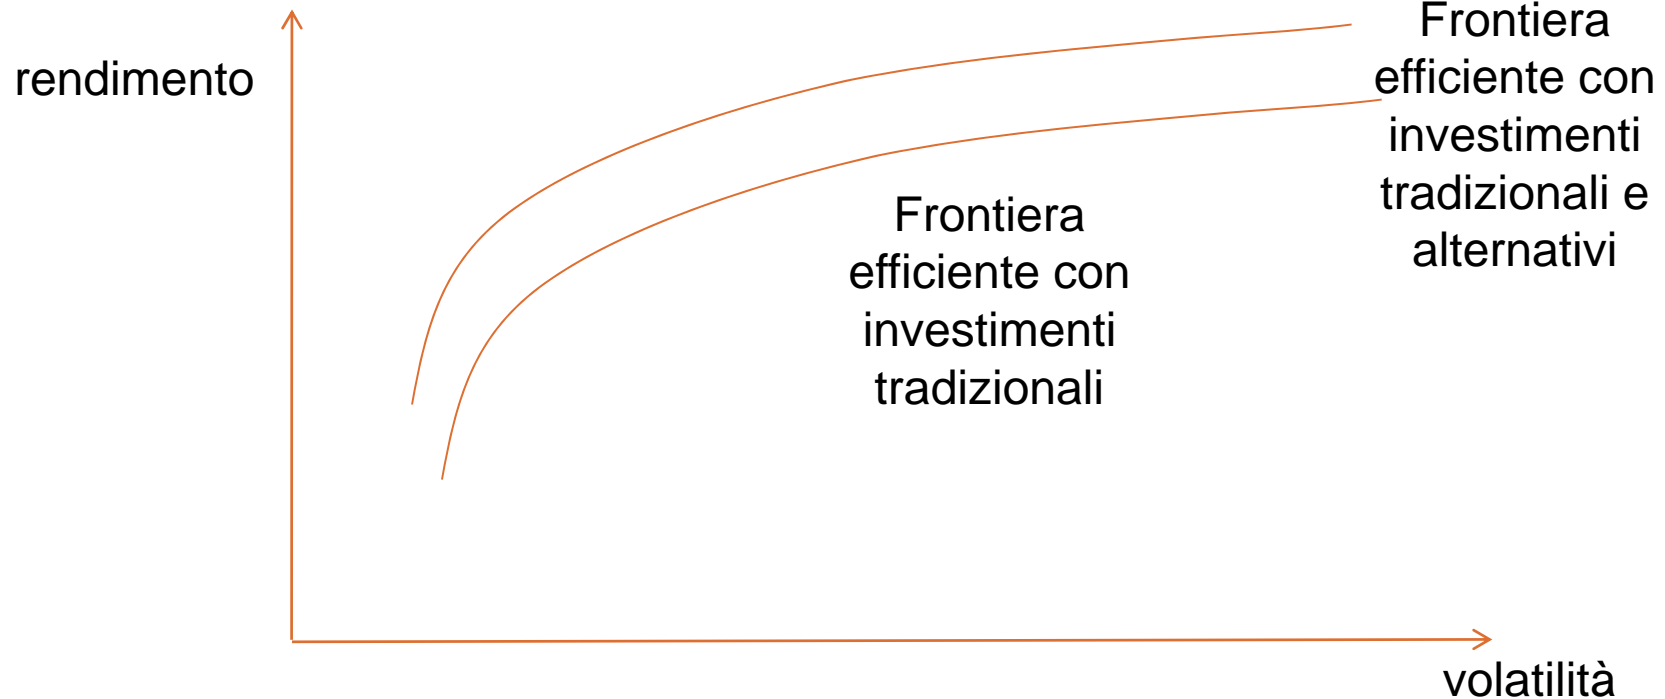 rendimento
Frontiera
efficiente con
investimenti
tradizionali e
alternativi
Frontiera
efficiente con
investimenti
tradizionali
volatilità